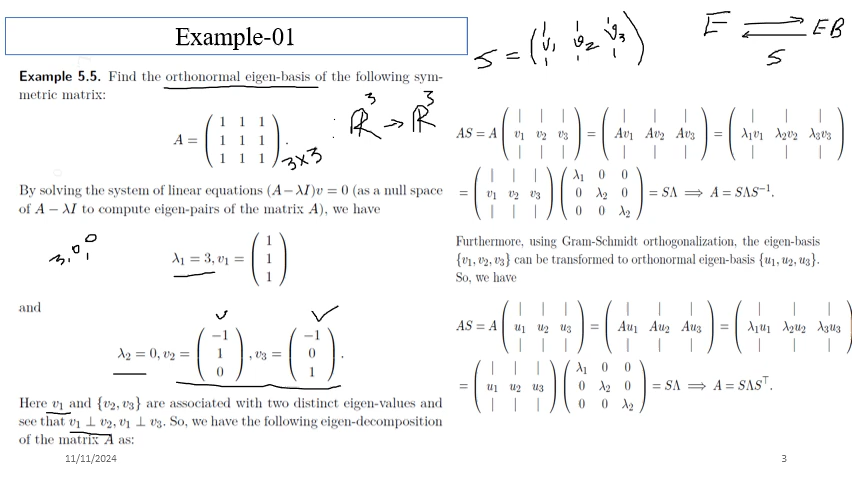 Example-01
S = ( v1 v2 v3 )
E ⇄ EB
S
Example 5.5. Find the orthonormal eigen-basis of the following sym-
metric matrix:
A = ( 1 1 1
1 1 1
1 1 1 ) .
3×3
ℝ³ → ℝ³
By solving the system of linear equations (A−λI)v = 0 (as a null space
of A − λI to compute eigen-pairs of the matrix A), we have
3, 0, 0
λ1 = 3, v1 = ( 1
1
1 )
and
λ2 = 0, v2 = ( −1
1
0 ) , v3 = ( −1
0
1 ) .
Here v1 and {v2, v3} are associated with two distinct eigen-values and
see that v1 ⊥ v2, v1 ⊥ v3. So, we have the following eigen-decomposition
of the matrix A as:
AS = A ( | | |
v1 v2 v3
| | | ) = ( | | |
Av1 Av2 Av3
| | | ) = ( | | |
λ1v1 λ2v2 λ3v3
| | | )
= ( | | |
v1 v2 v3
| | | ) ( λ1 0 0
0 λ2 0
0 0 λ2 ) = SΛ ⟹ A = SΛS⁻¹.
Furthermore, using Gram-Schmidt orthogonalization, the eigen-basis
{v1, v2, v3} can be transformed to orthonormal eigen-basis {u1, u2, u3}.
So, we have
AS = A ( | | |
u1 u2 u3
| | | ) = ( | | |
Au1 Au2 Au3
| | | ) = ( | | |
λ1u1 λ2u2 λ3u3
| | | )
= ( | | |
u1 u2 u3
| | | ) ( λ1 0 0
0 λ2 0
0 0 λ2 ) = SΛ ⟹ A = SΛS⊤.
11/11/2024
3